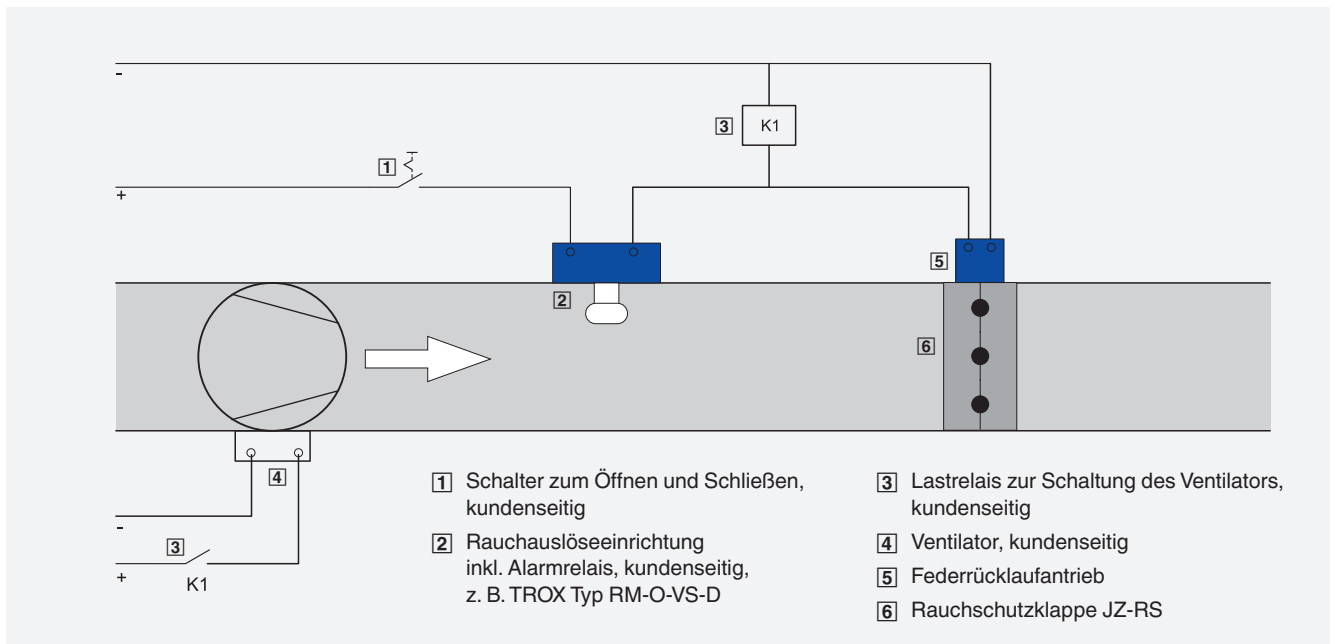 -
3 K1
1
+
5
2
6
4
-
3
+ K1
1 Schalter zum Öffnen und Schließen,
kundenseitig
2 Rauchauslöseeinrichtung
inkl. Alarmrelais, kundenseitig,
z. B. TROX Typ RM-O-VS-D
3 Lastrelais zur Schaltung des Ventilators,
kundenseitig
4 Ventilator, kundenseitig
5 Federrücklaufantrieb
6 Rauchschutzklappe JZ-RS